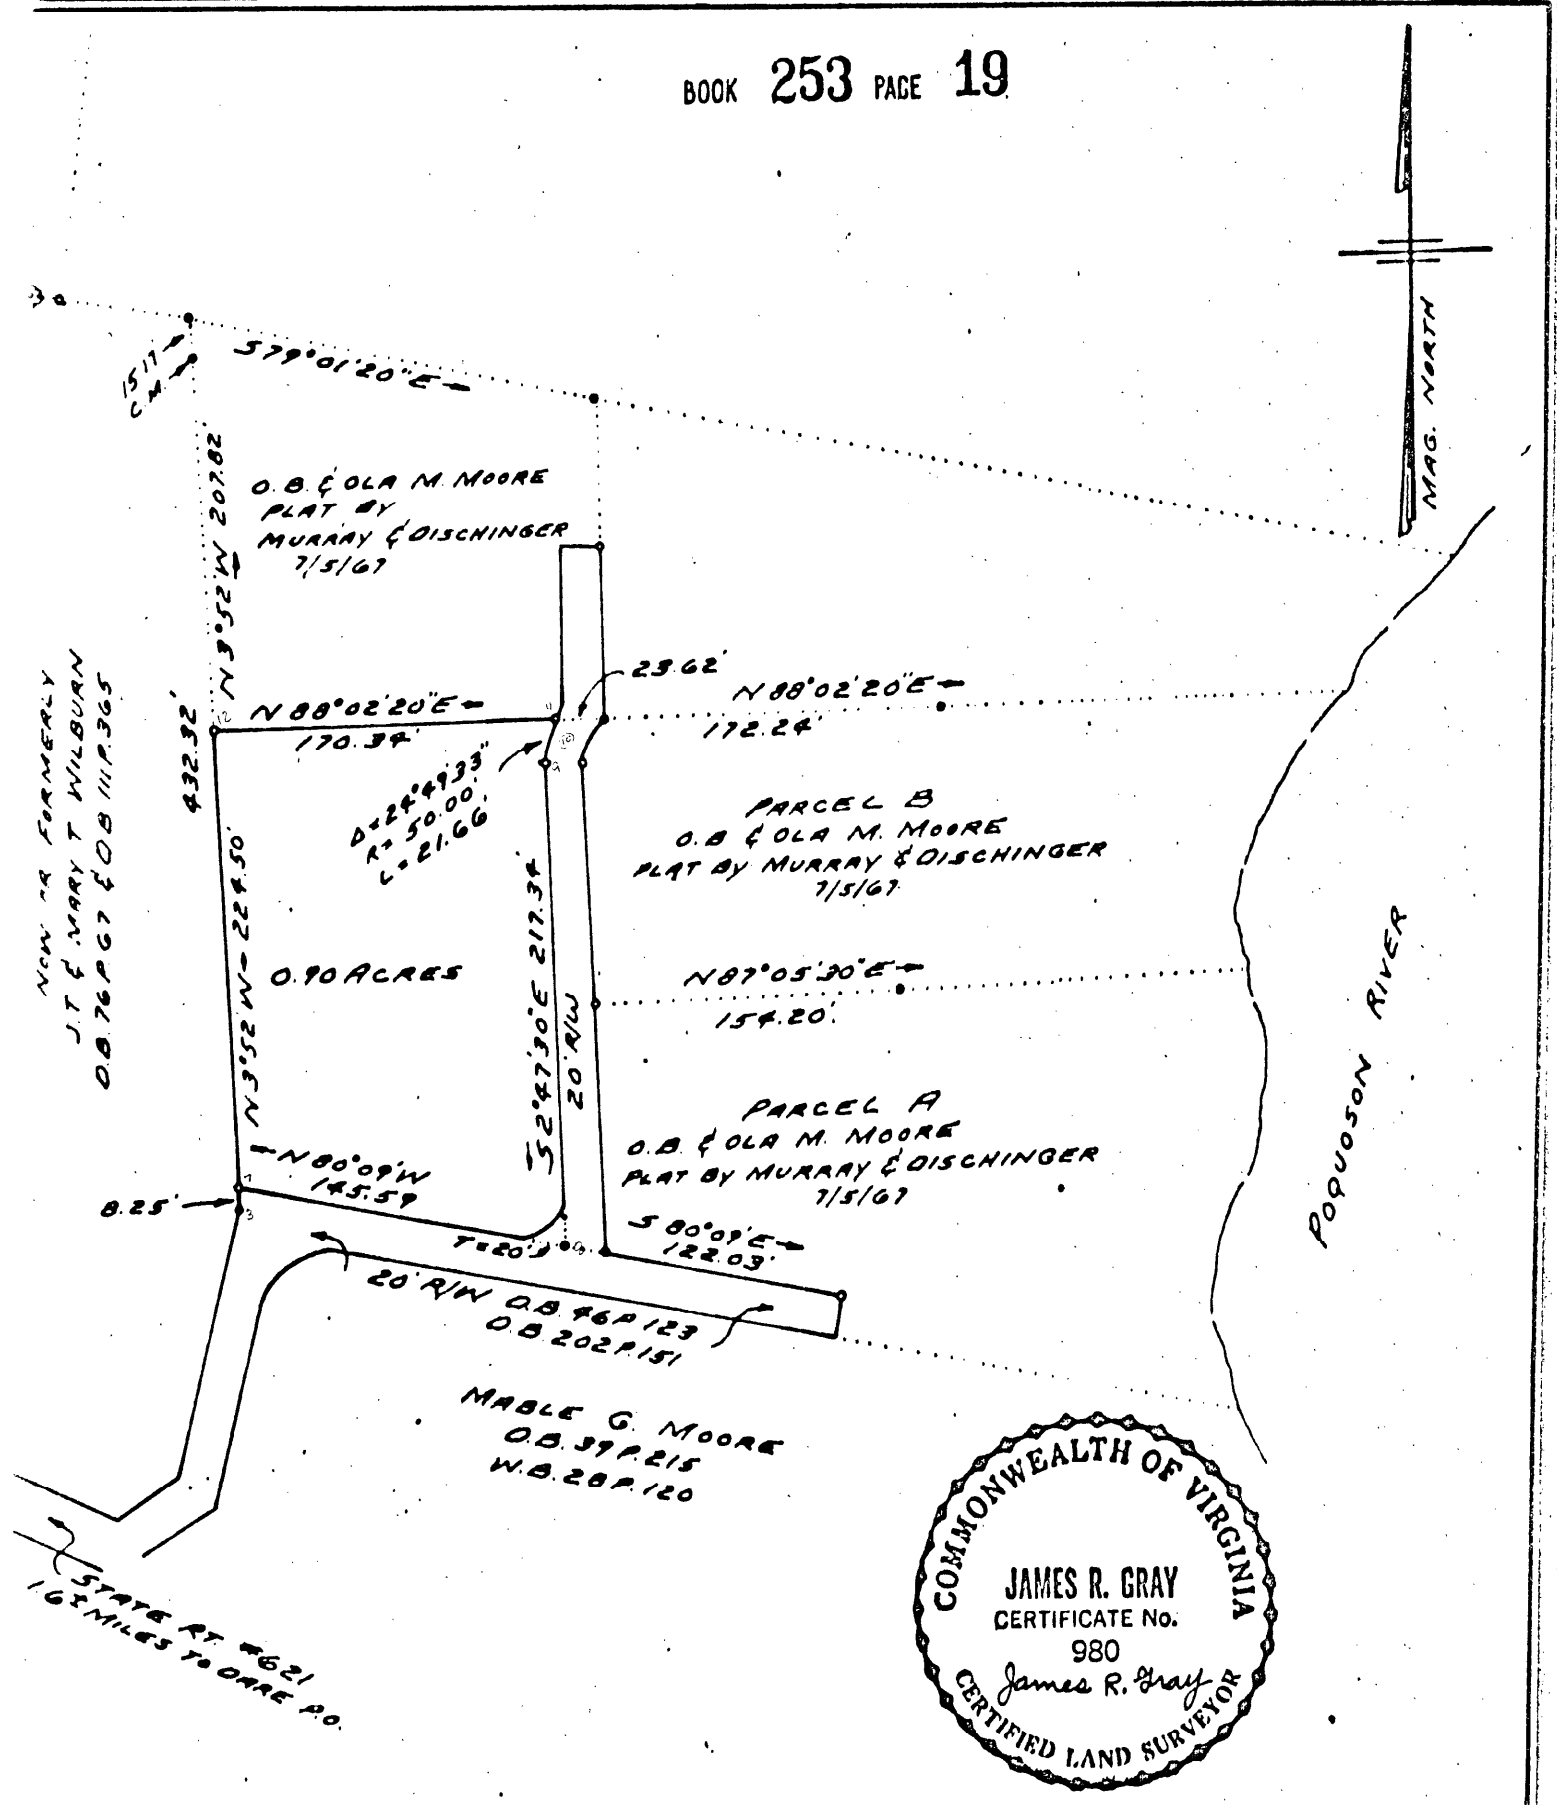 BOOK 253 PAGE 19
MAG. NORTH
S79°01'20"E
15.17
C.M.
N3°52'W 207.82'
O.B. & OLA M. MOORE
PLAT BY
MURRAY & DISCHINGER
7/5/67
432.32'
N88°02'20"E
170.34'
23.62'
N88°02'20"E
172.24'
D=24°49'33"
R=50.00'
L=21.66'
PARCEL B
O.B & OLA M. MOORE
PLAT BY MURRAY & DISCHINGER
7/5/67
NOW OR FORMERLY
J.T & MARY T WILBURN
O.B. 76 P. 67 & O B 111 P. 365
N3°52'W - 224.50'
0.90 ACRES
S2°47'30"E 217.34'
20' R/W
N87°05'30"E
154.20'
PARCEL A
O.B. & OLA M. MOORE
PLAT BY MURRAY & DISCHINGER
7/5/67
POQUOSON RIVER
N80°09'W
145.59
8.25'
T=20'
S 80°09'E
122.03'
20' R/W O.B. 46 P 123
O.B. 202 P. 151
MABLE G. MOORE
O.B. 39 P. 215
W.B. 28 P. 120
STATE RT. #621
1.6± MILES TO DARE P.O.
COMMONWEALTH OF VIRGINIA
JAMES R. GRAY
CERTIFICATE No.
980
James R. Gray
CERTIFIED LAND SURVEYOR